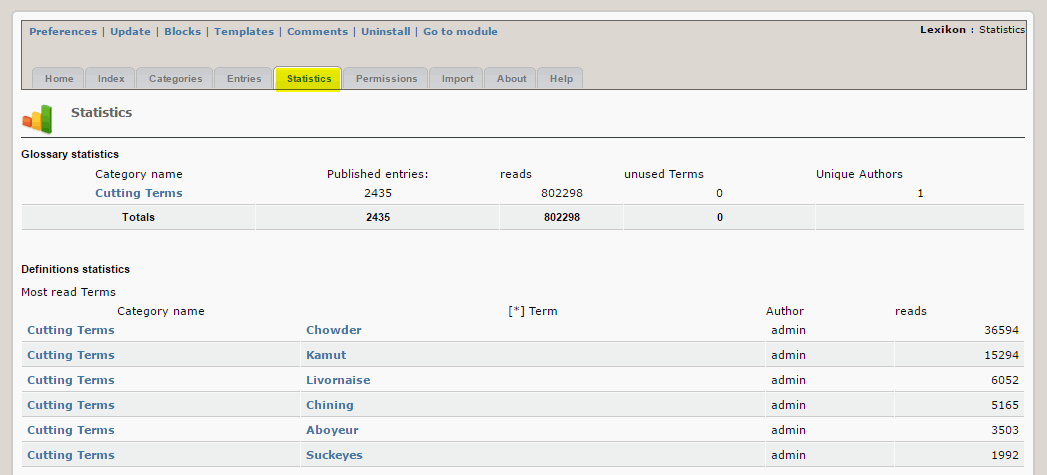 Preferences | Update | Blocks | Templates | Comments | Uninstall | Go to module
Lexikon : Statistics
Home Index Categories Entries Statistics Permissions Import About Help
Statistics
Glossary statistics
Category name Published entries: reads unused Terms Unique Authors
Cutting Terms 2435 802298 0 1
Totals 2435 802298 0
Definitions statistics
Most read Terms
Category name [*] Term Author reads
Cutting Terms Chowder admin 36594
Cutting Terms Kamut admin 15294
Cutting Terms Livornaise admin 6052
Cutting Terms Chining admin 5165
Cutting Terms Aboyeur admin 3503
Cutting Terms Suckeyes admin 1992